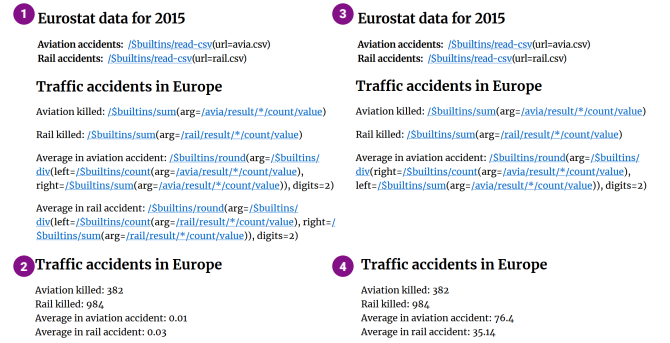 1 Eurostat data for 2015
Aviation accidents: /$builtins/read-csv(url=avia.csv)
Rail accidents: /$builtins/read-csv(url=rail.csv)
Traffic accidents in Europe
Aviation killed: /$builtins/sum(arg=/avia/result/*/count/value)
Rail killed: /$builtins/sum(arg=/rail/result/*/count/value)
Average in aviation accident: /$builtins/round(arg=/$builtins/
div(left=/$builtins/count(arg=/avia/result/*/count/value),
right=/$builtins/sum(arg=/avia/result/*/count/value)), digits=2)
Average in rail accident: /$builtins/round(arg=/$builtins/
div(left=/$builtins/count(arg=/rail/result/*/count/value), right=/
$builtins/sum(arg=/rail/result/*/count/value)), digits=2)
2 Traffic accidents in Europe
Aviation killed: 382
Rail killed: 984
Average in aviation accident: 0.01
Average in rail accident: 0.03
3 Eurostat data for 2015
Aviation accidents: /$builtins/read-csv(url=avia.csv)
Rail accidents: /$builtins/read-csv(url=rail.csv)
Traffic accidents in Europe
Aviation killed: /$builtins/sum(arg=/avia/result/*/count/value)
Rail killed: /$builtins/sum(arg=/rail/result/*/count/value)
Average in aviation accident: /$builtins/round(arg=/$builtins/
div(right=/$builtins/count(arg=/avia/result/*/count/value),
left=/$builtins/sum(arg=/avia/result/*/count/value)), digits=2)
4 Traffic accidents in Europe
Aviation killed: 382
Rail killed: 984
Average in aviation accident: 76.4
Average in rail accident: 35.14